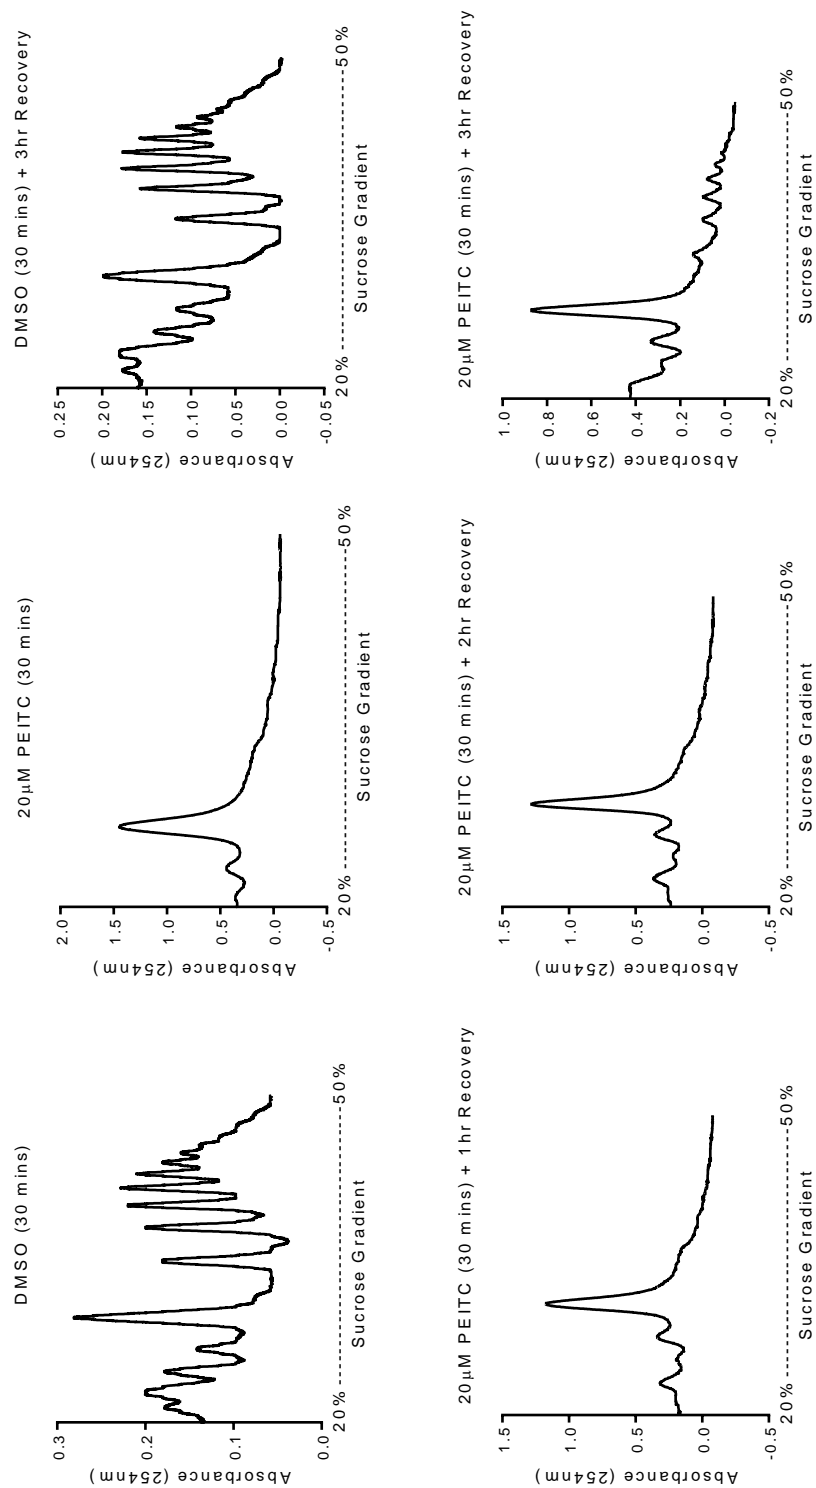 DMSO (30 mins)
0.3
0.2
0.1
0.0
Absorbance (254nm)
20%
50%
Sucrose Gradient
20μM PEITC (30 mins)
2.0
1.5
1.0
0.5
0.0
-0.5
Absorbance (254nm)
20%
50%
Sucrose Gradient
DMSO (30 mins) + 3hr Recovery
0.25
0.20
0.15
0.10
0.05
0.00
-0.05
Absorbance (254nm)
20%
50%
Sucrose Gradient
20μM PEITC (30 mins) + 1hr Recovery
1.5
1.0
0.5
0.0
-0.5
Absorbance (254nm)
20%
50%
Sucrose Gradient
20μM PEITC (30 mins) + 2hr Recovery
1.5
1.0
0.5
0.0
-0.5
Absorbance (254nm)
20%
50%
Sucrose Gradient
20μM PEITC (30 mins) + 3hr Recovery
1.0
0.8
0.6
0.4
0.2
0.0
-0.2
Absorbance (254nm)
20%
50%
Sucrose Gradient